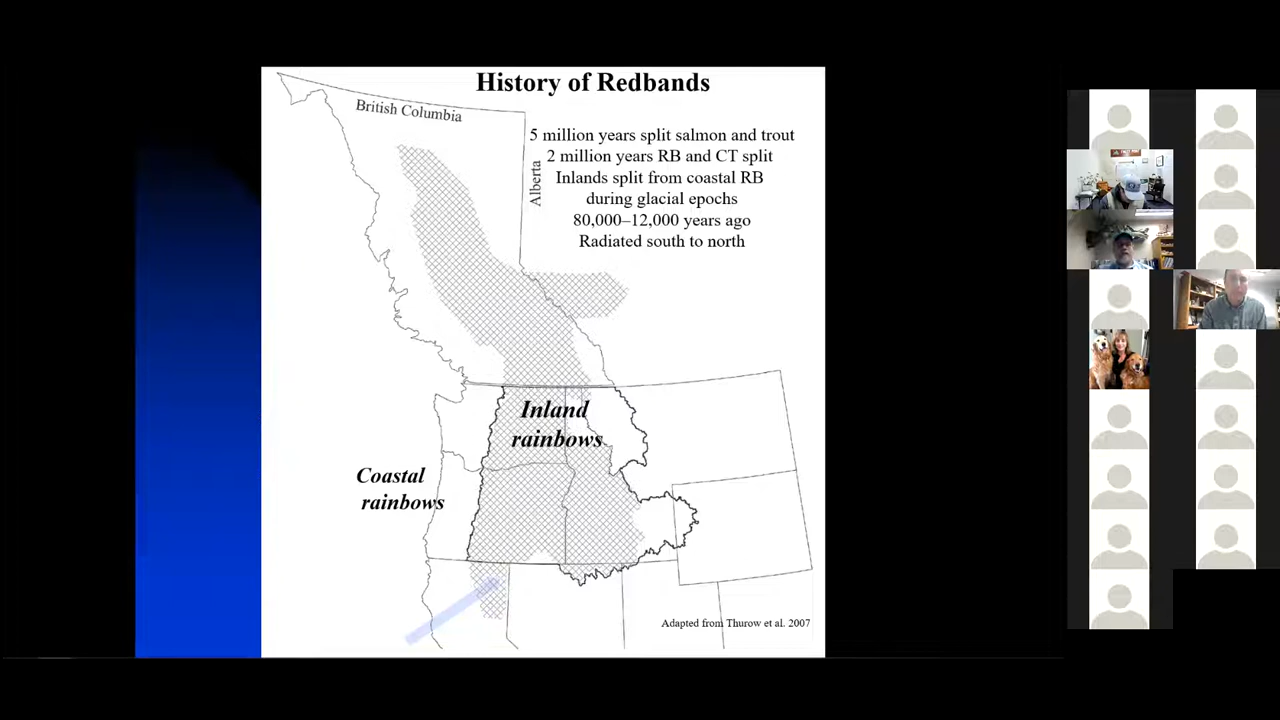 History of Redbands
British Columbia
Alberta
5 million years split salmon and trout
2 million years RB and CT split
Inlands split from coastal RB
during glacial epochs
80,000–12,000 years ago
Radiated south to north
Inland
rainbows
Coastal
rainbows
Adapted from Thurow et al. 2007